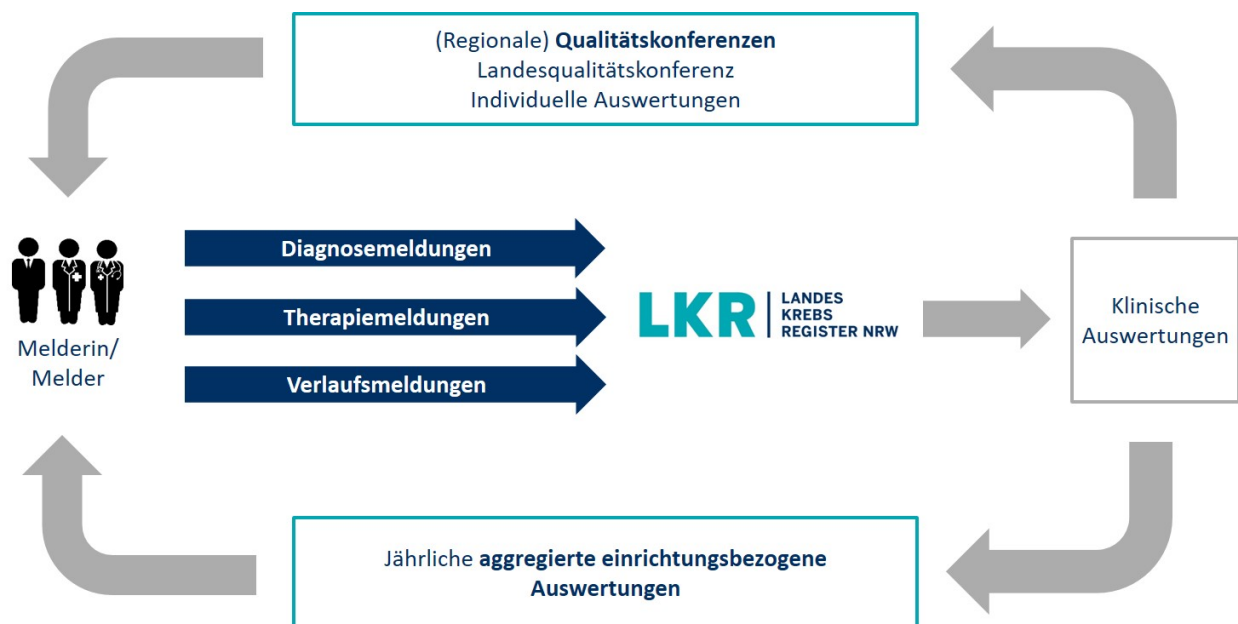 (Regionale) Qualitätskonferenzen
Landesqualitätskonferenz
Individuelle Auswertungen
Melderin/
Melder
Diagnosemeldungen
Therapiemeldungen
Verlaufsmeldungen
LKR
LANDES
KREBS
REGISTER NRW
Klinische
Auswertungen
Jährliche aggregierte einrichtungsbezogene
Auswertungen